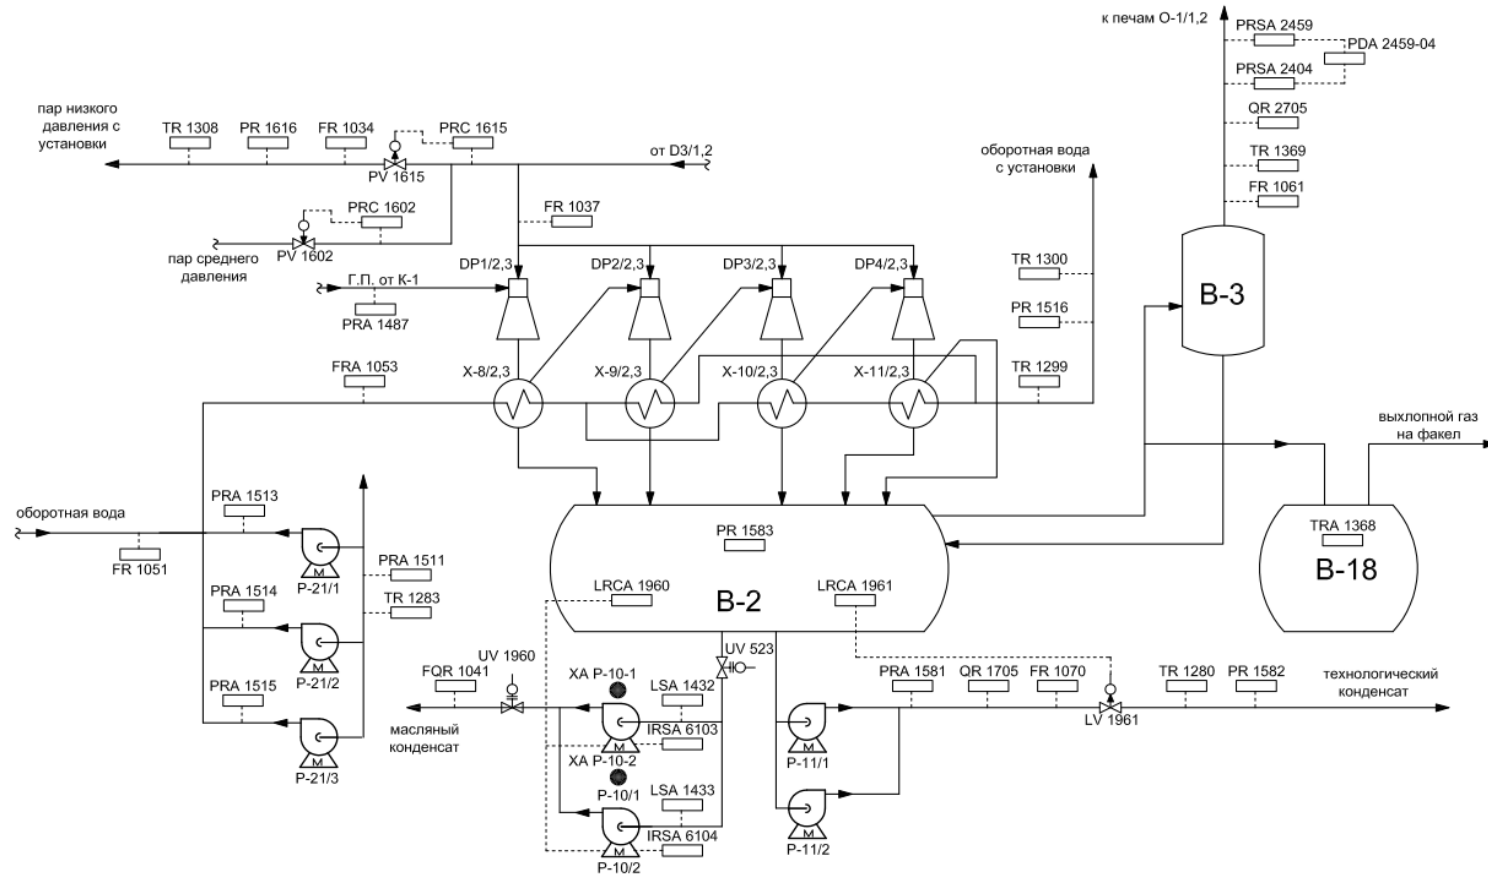 к печам О-1/1,2
PRSA 2459
PDA 2459-04
PRSA 2404
QR 2705
TR 1369
FR 1061
пар низкого
давления с
установки
TR 1308
PR 1616
FR 1034
PRC 1615
PV 1615
от D3/1,2
оборотная вода
с установки
PRC 1602
PV 1602
пар среднего
давления
FR 1037
DP1/2,3
DP2/2,3
DP3/2,3
DP4/2,3
Г.П. от К-1
PRA 1487
TR 1300
PR 1516
TR 1299
В-3
FRA 1053
X-8/2,3
X-9/2,3
X-10/2,3
X-11/2,3
выхлопной газ
на факел
оборотная вода
FR 1051
PRA 1513
P-21/1
PRA 1511
TR 1283
PRA 1514
P-21/2
PRA 1515
P-21/3
M
M
M
PR 1583
LRCA 1960
LRCA 1961
В-2
TRA 1368
В-18
UV 523
FQR 1041
UV 1960
XA P-10-1
LSA 1432
IRSA 6103
M
масляный
конденсат
XA P-10-2
P-10/1
LSA 1433
IRSA 6104
M
P-10/2
P-11/1
P-11/2
PRA 1581
QR 1705
FR 1070
LV 1961
TR 1280
PR 1582
технологический
конденсат